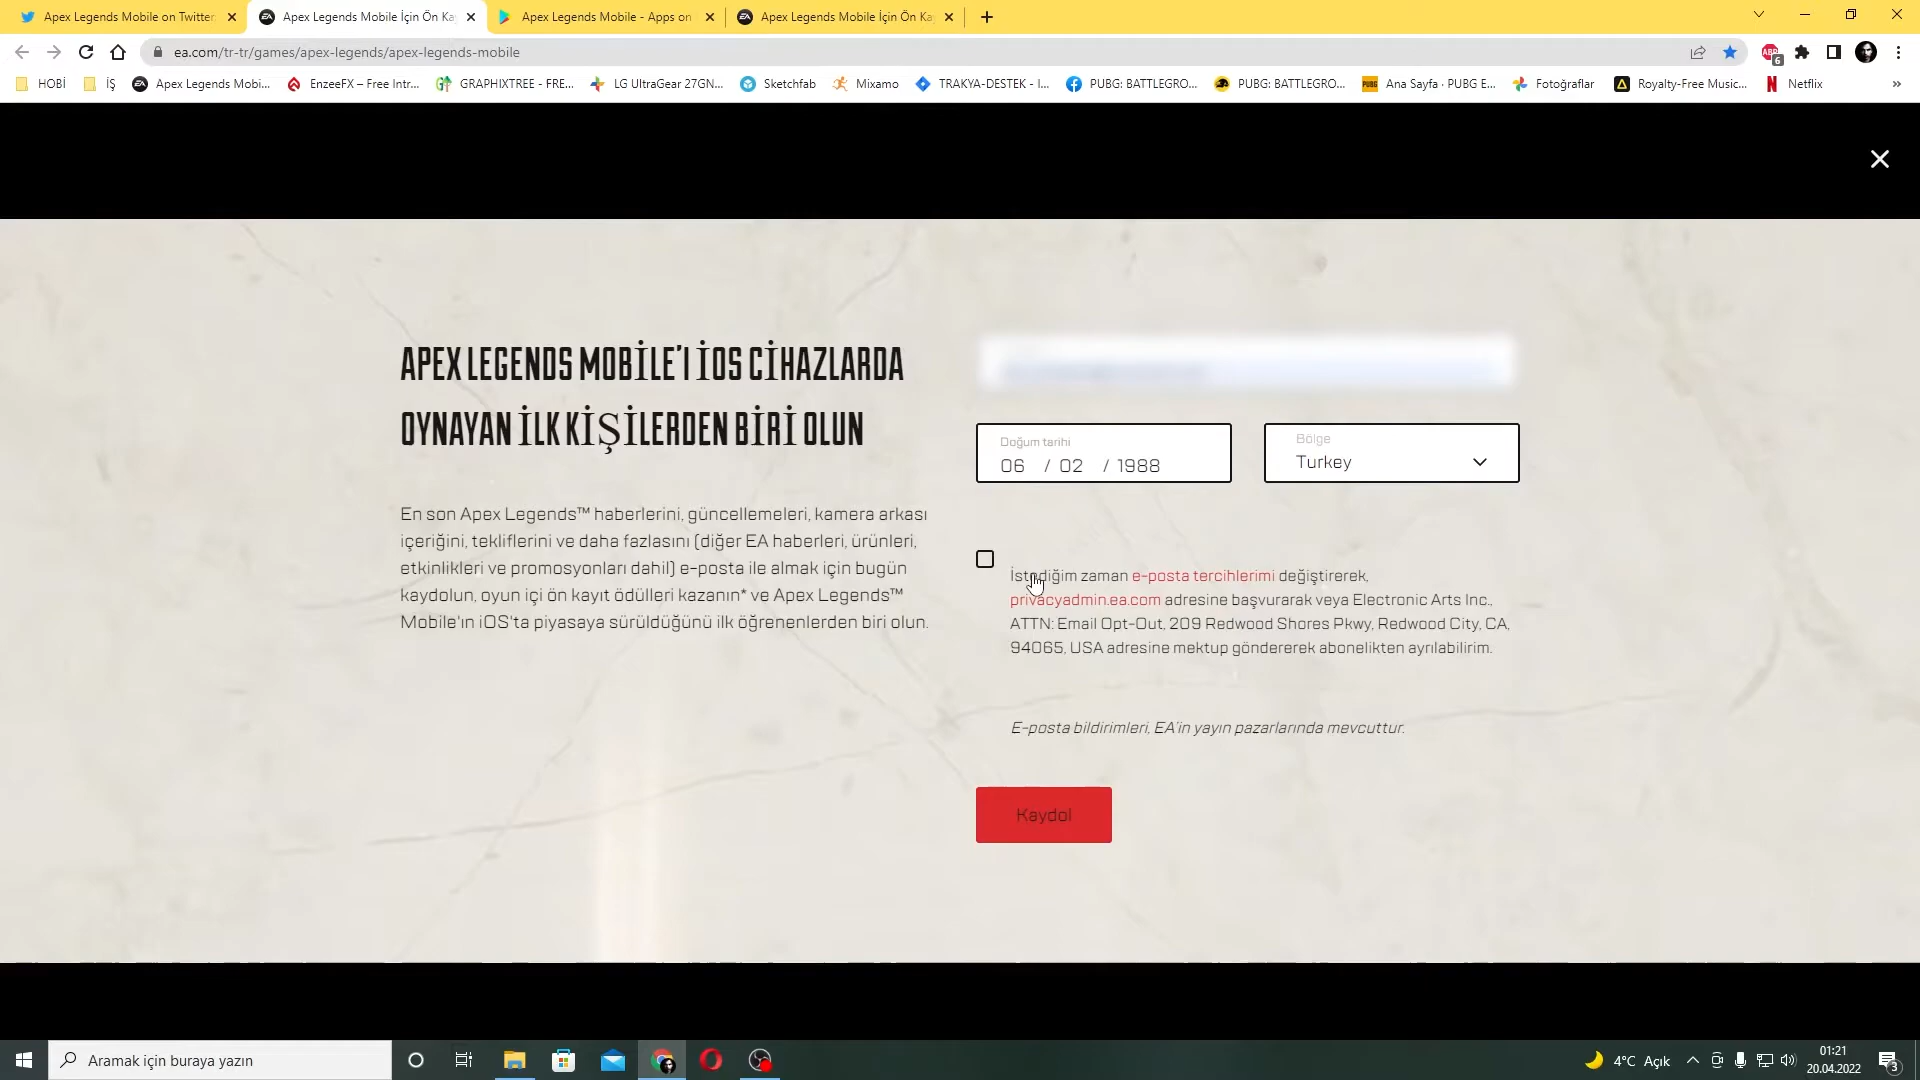 Apex Legends Mobile on Twitter
Apex Legends Mobile İçin Ön Ka
Apex Legends Mobile - Apps on
Apex Legends Mobile İçin Ön Ka
ea.com/tr-tr/games/apex-legends/apex-legends-mobile
ABP
6
HOBİ
İŞ
Apex Legends Mobi...
EnzeeFX – Free Intr...
GRAPHIXTREE - FRE...
LG UltraGear 27GN...
Sketchfab
Mixamo
TRAKYA-DESTEK - I...
PUBG: BATTLEGRO...
PUBG: BATTLEGRO...
Ana Sayfa · PUBG E...
Fotoğraflar
Royalty-Free Music...
Netflix
APEX LEGENDS MOBİLE'I İOS CİHAZLARDA
OYNAYAN İLK KİŞİLERDEN BİRİ OLUN
En son Apex Legends™ haberlerini, güncellemeleri, kamera arkası
içeriğini, tekliflerini ve daha fazlasını (diğer EA haberleri, ürünleri,
etkinlikleri ve promosyonları dahil) e-posta ile almak için bugün
kaydolun, oyun içi ön kayıt ödülleri kazanın* ve Apex Legends™
Mobile'ın iOS'ta piyasaya sürüldüğünü ilk öğrenenlerden biri olun.
Doğum tarihi
06 / 02 / 1988
Bölge
Turkey
İstediğim zaman e-posta tercihlerimi değiştirerek,
privacyadmin.ea.com adresine başvurarak veya Electronic Arts Inc.,
ATTN: Email Opt-Out, 209 Redwood Shores Pkwy, Redwood City, CA,
94065, USA adresine mektup göndererek abonelikten ayrılabilirim.
E-posta bildirimleri, EA'in yayın pazarlarında mevcuttur.
Kaydol
Aramak için buraya yazın
4°C Açık
01:21
20.04.2022
3